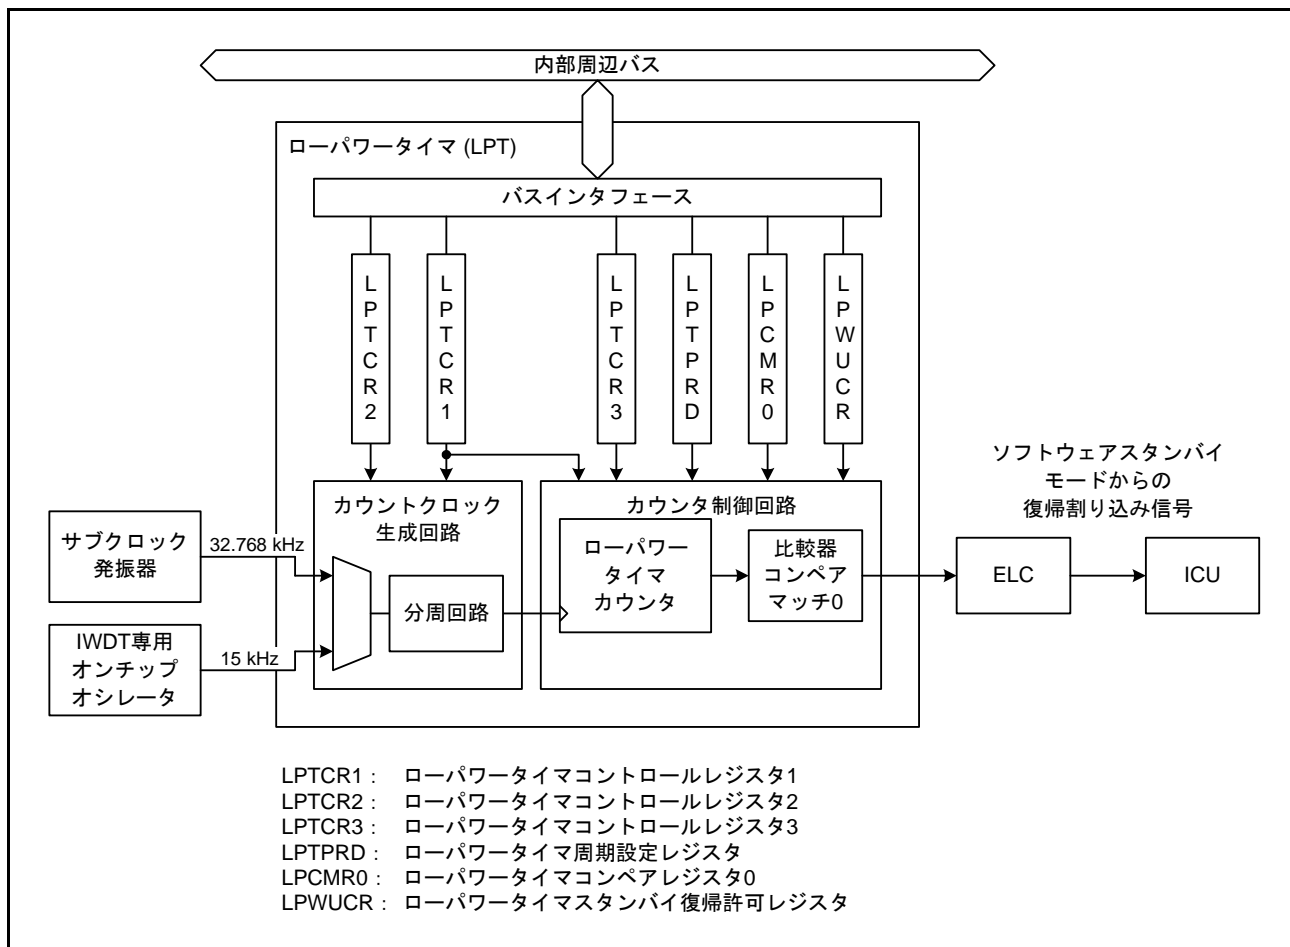 内部周辺バス
ローパワータイマ (LPT)
バスインタフェース
LPTCR2
LPTCR1
LPTCR3
LPTPRD
LPCMR0
LPWUCR
ソフトウェアスタンバイ
モードからの
復帰割り込み信号
カウントクロック
生成回路
カウンタ制御回路
サブクロック
発振器
32.768 kHz
分周回路
ローパワー
タイマ
カウンタ
比較器
コンペア
マッチ0
ELC
ICU
IWDT専用
オンチップ
オシレータ
15 kHz
LPTCR1： ローパワータイマコントロールレジスタ1
LPTCR2： ローパワータイマコントロールレジスタ2
LPTCR3： ローパワータイマコントロールレジスタ3
LPTPRD： ローパワータイマ周期設定レジスタ
LPCMR0： ローパワータイマコンペアレジスタ0
LPWUCR： ローパワータイマスタンバイ復帰許可レジスタ